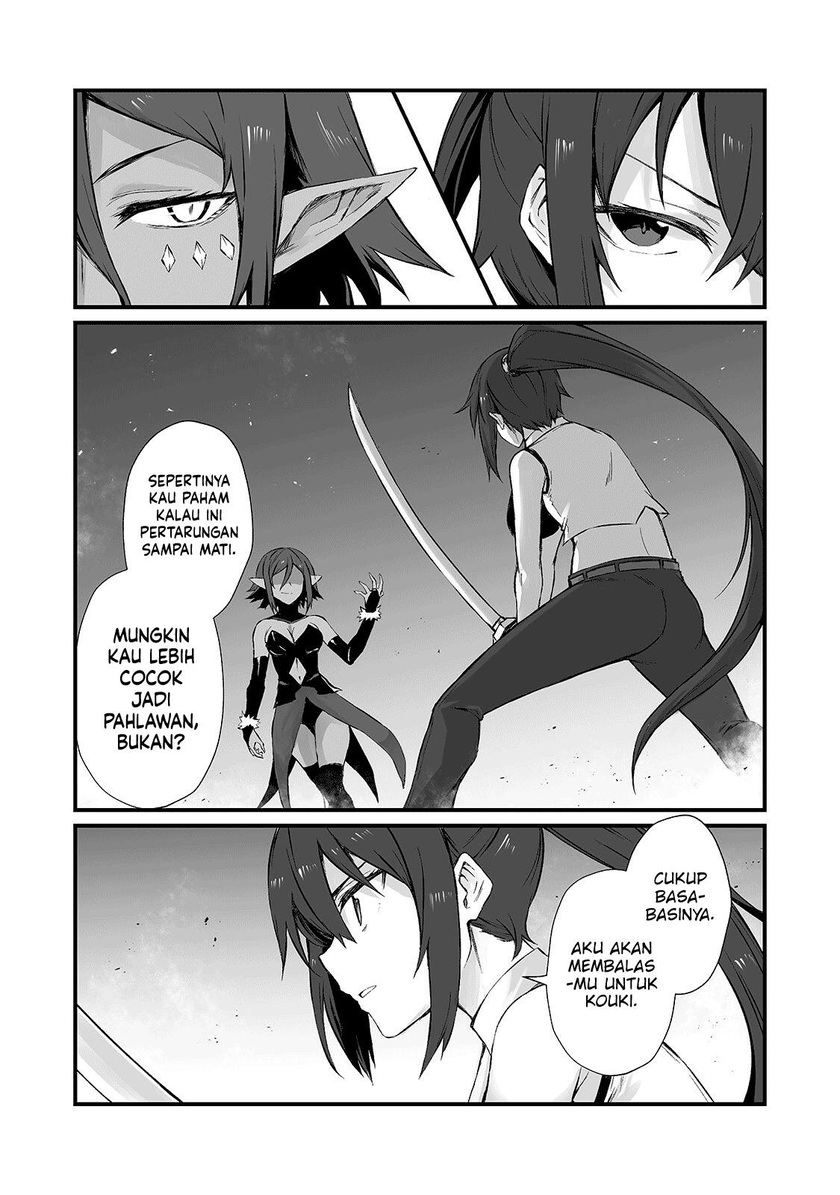 SEPERTINYA
KAU PAHAM
KALAU INI
PERTARUNGAN
SAMPAI MATI.
MUNGKIN
KAU LEBIH
COCOK
JADI
PAHLAWAN,
BUKAN?
CUKUP
BASA-
BASINYA.
AKU AKAN
MEMBALAS
-MU UNTUK
KOUKI.